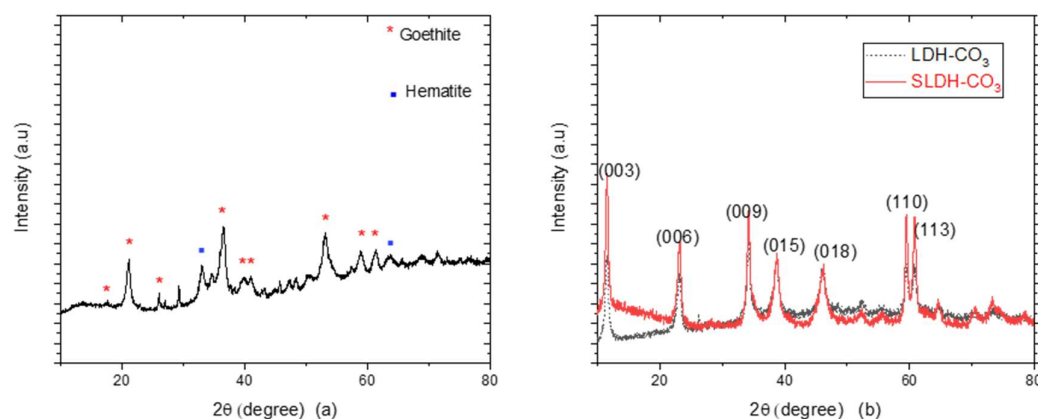 * Goethite
▪ Hematite
Intensity (a.u)
20
40
60
80
2θ (degree) (a)
LDH-CO₃
SLDH-CO₃
(003)
(006)
(009)
(015)
(018)
(110)
(113)
Intensity (a.u)
20
40
60
80
2θ (degree) (b)